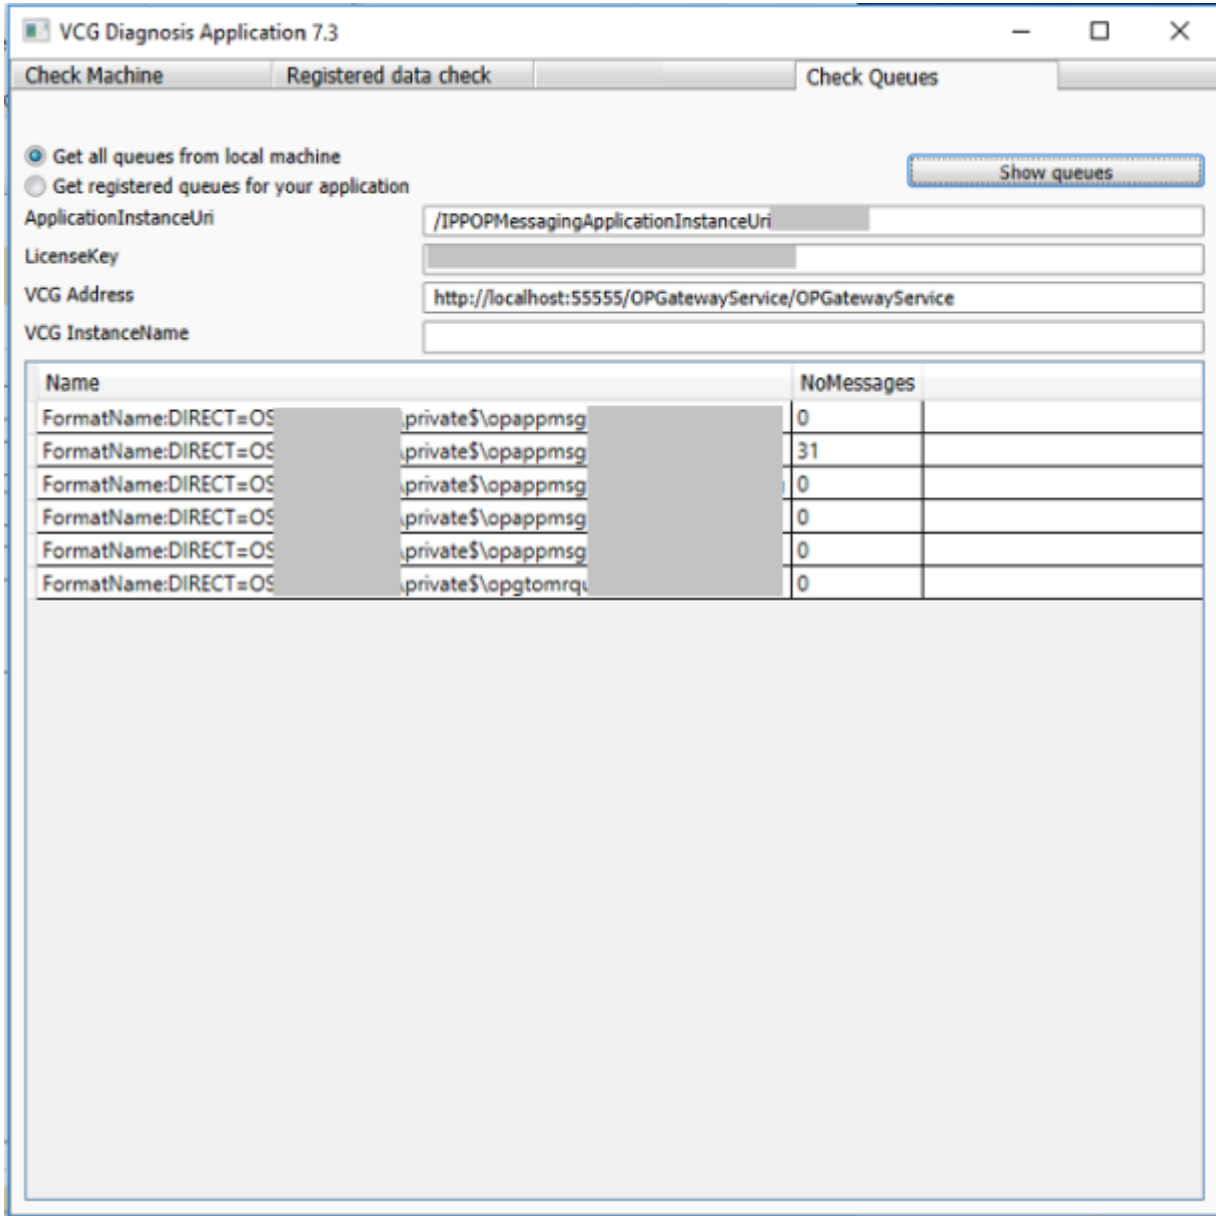 VCG Diagnosis Application 7.3
Check Machine Registered data check Check Queues
Get all queues from local machine
Show queues
Get registered queues for your application
ApplicationInstanceUri /IPPOPMessagingApplicationInstanceUri
LicenseKey
VCG Address http://localhost:55555/OPGatewayService/OPGatewayService
VCG InstanceName
Name NoMessages
FormatName:DIRECT=OS \private$\opappmsg 0
FormatName:DIRECT=OS \private$\opappmsg 31
FormatName:DIRECT=OS \private$\opappmsg 0
FormatName:DIRECT=OS \private$\opappmsg 0
FormatName:DIRECT=OS \private$\opappmsg 0
FormatName:DIRECT=OS \private$\opgtomrqu 0